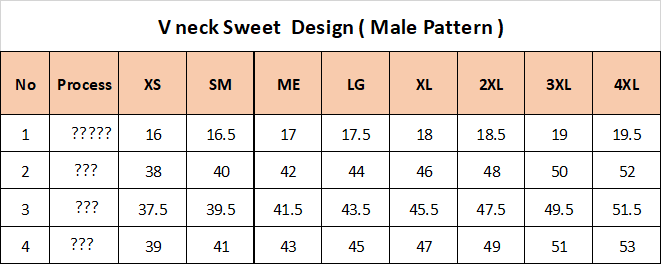 V neck Sweet Design ( Male Pattern )
No Process XS SM ME LG XL 2XL 3XL 4XL
1 ????? 16 16.5 17 17.5 18 18.5 19 19.5
2 ??? 38 40 42 44 46 48 50 52
3 ??? 37.5 39.5 41.5 43.5 45.5 47.5 49.5 51.5
4 ??? 39 41 43 45 47 49 51 53